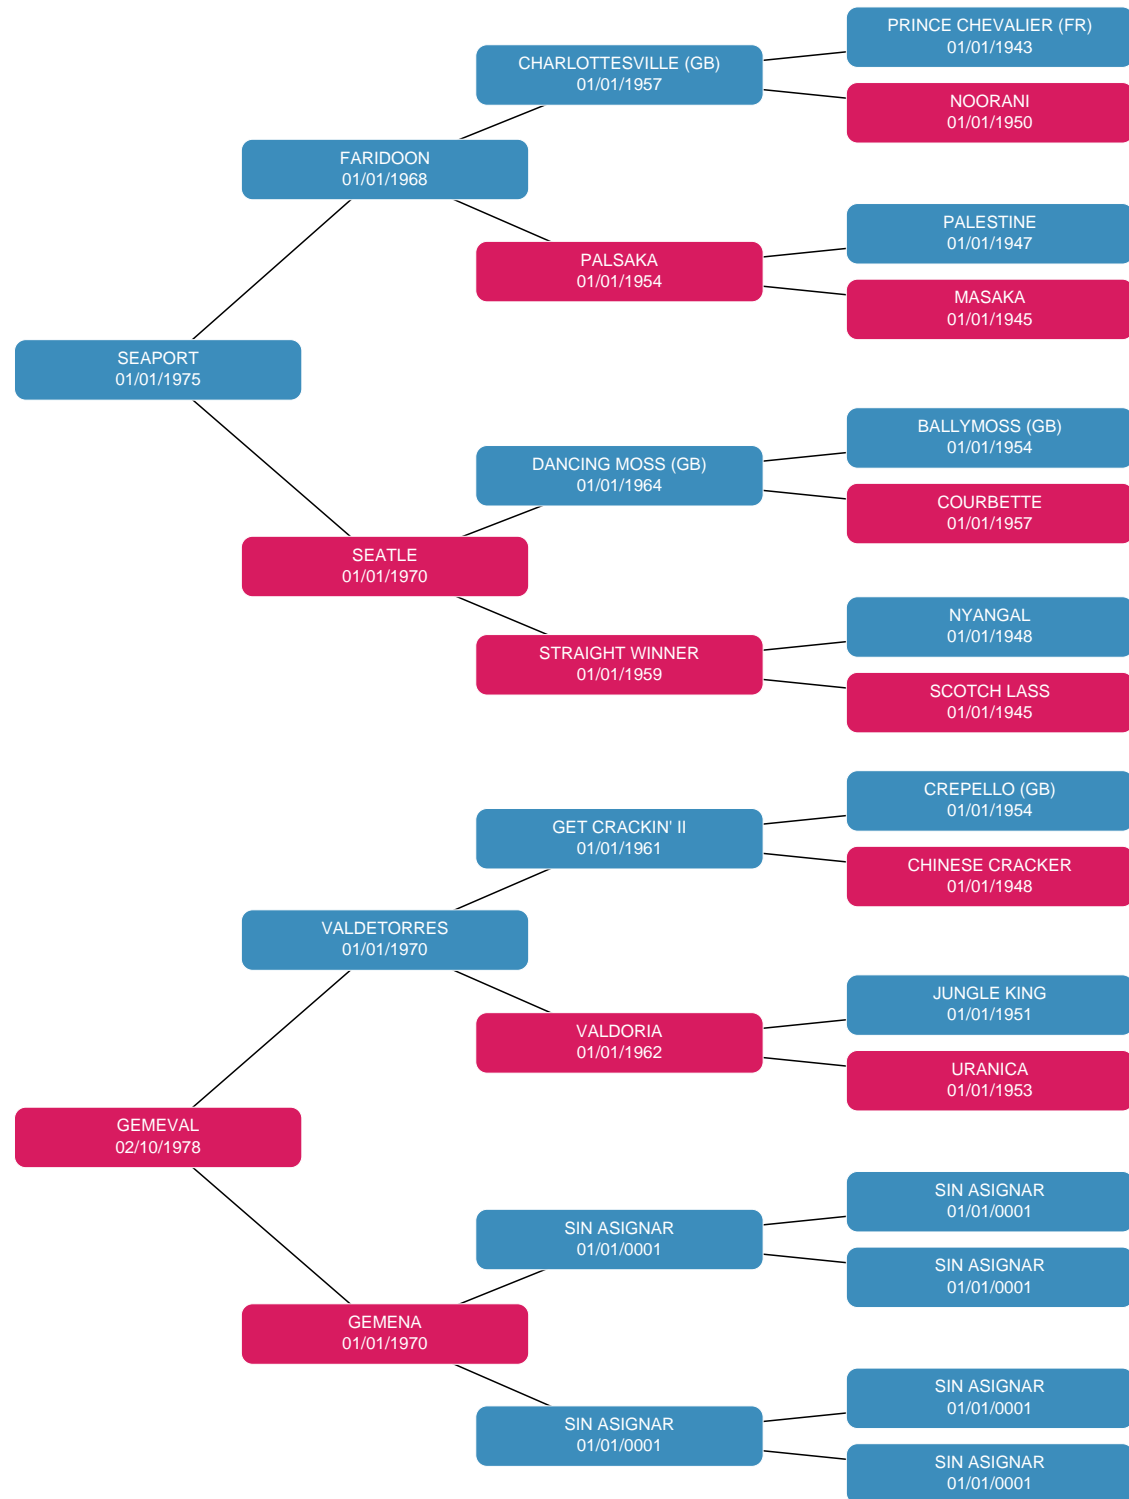 PRINCE CHEVALIER (FR)
01/01/1943
CHARLOTTESVILLE (GB)
01/01/1957
NOORANI
01/01/1950
FARIDOON
01/01/1968
PALESTINE
01/01/1947
PALSAKA
01/01/1954
MASAKA
01/01/1945
SEAPORT
01/01/1975
BALLYMOSS (GB)
01/01/1954
DANCING MOSS (GB)
01/01/1964
COURBETTE
01/01/1957
SEATLE
01/01/1970
NYANGAL
01/01/1948
STRAIGHT WINNER
01/01/1959
SCOTCH LASS
01/01/1945
CREPELLO (GB)
01/01/1954
GET CRACKIN' II
01/01/1961
CHINESE CRACKER
01/01/1948
VALDETORRES
01/01/1970
JUNGLE KING
01/01/1951
VALDORIA
01/01/1962
URANICA
01/01/1953
GEMEVAL
02/10/1978
SIN ASIGNAR
01/01/0001
SIN ASIGNAR
01/01/0001
SIN ASIGNAR
01/01/0001
GEMENA
01/01/1970
SIN ASIGNAR
01/01/0001
SIN ASIGNAR
01/01/0001
SIN ASIGNAR
01/01/0001